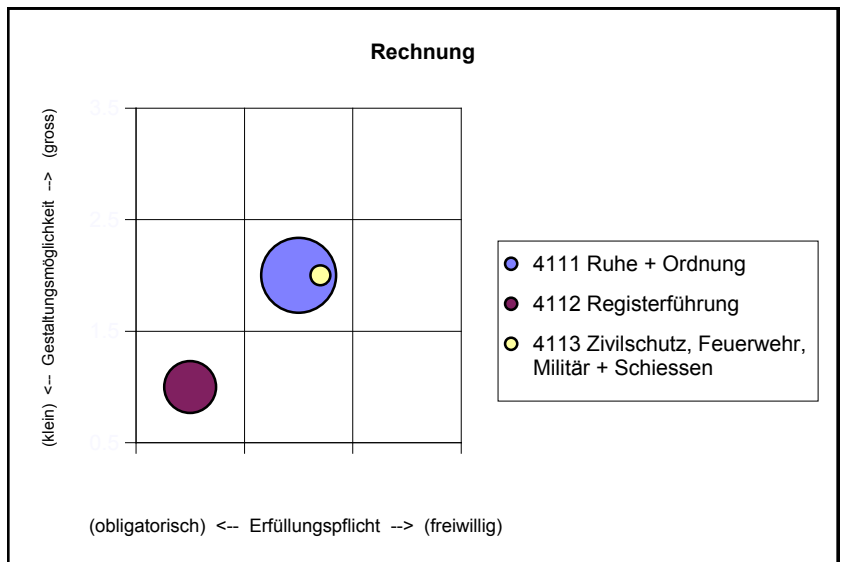 Rechnung
3.5
2.5
1.5
0.5
(klein) <-- Gestaltungsmöglichkeit --> (gross)
4111 Ruhe + Ordnung
4112 Registerführung
4113 Zivilschutz, Feuerwehr,
Militär + Schiessen
(obligatorisch) <-- Erfüllungspflicht --> (freiwillig)